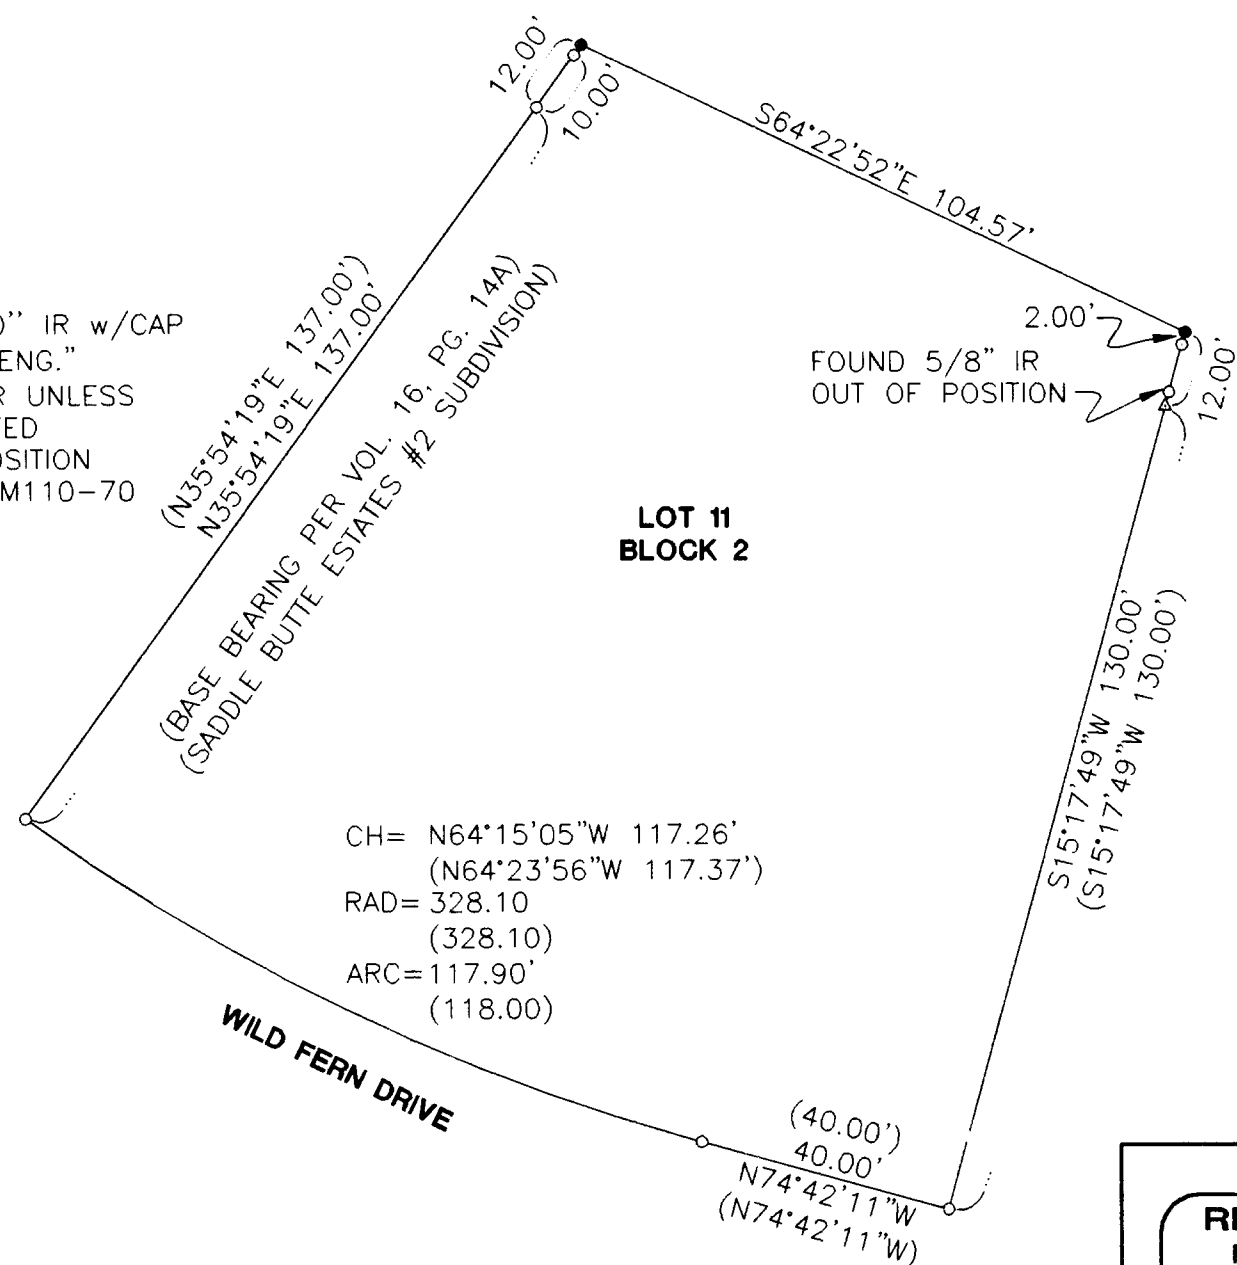 12.00'
10.00'
S64°22'52"E 104.57'
(N35°54'19"E 137.00')
N35°54'19"E 137.00'
(BASE BEARING PER VOL. 16, PG. 14A)
(SADDLE BUTTE ESTATES #2 SUBDIVISION)
" IR w/CAP
ENG."
R UNLESS
ED
OSITION
M110-70
2.00'
FOUND 5/8" IR
OUT OF POSITION
12.00'
LOT 11
BLOCK 2
S15°17'49"W 130.00'
(S15°17'49"W 130.00')
CH= N64°15'05"W 117.26'
(N64°23'56"W 117.37')
RAD= 328.10
(328.10)
ARC=117.90'
(118.00)
WILD FERN DRIVE
(40.00')
40.00'
N74°42'11"W
(N74°42'11"W)